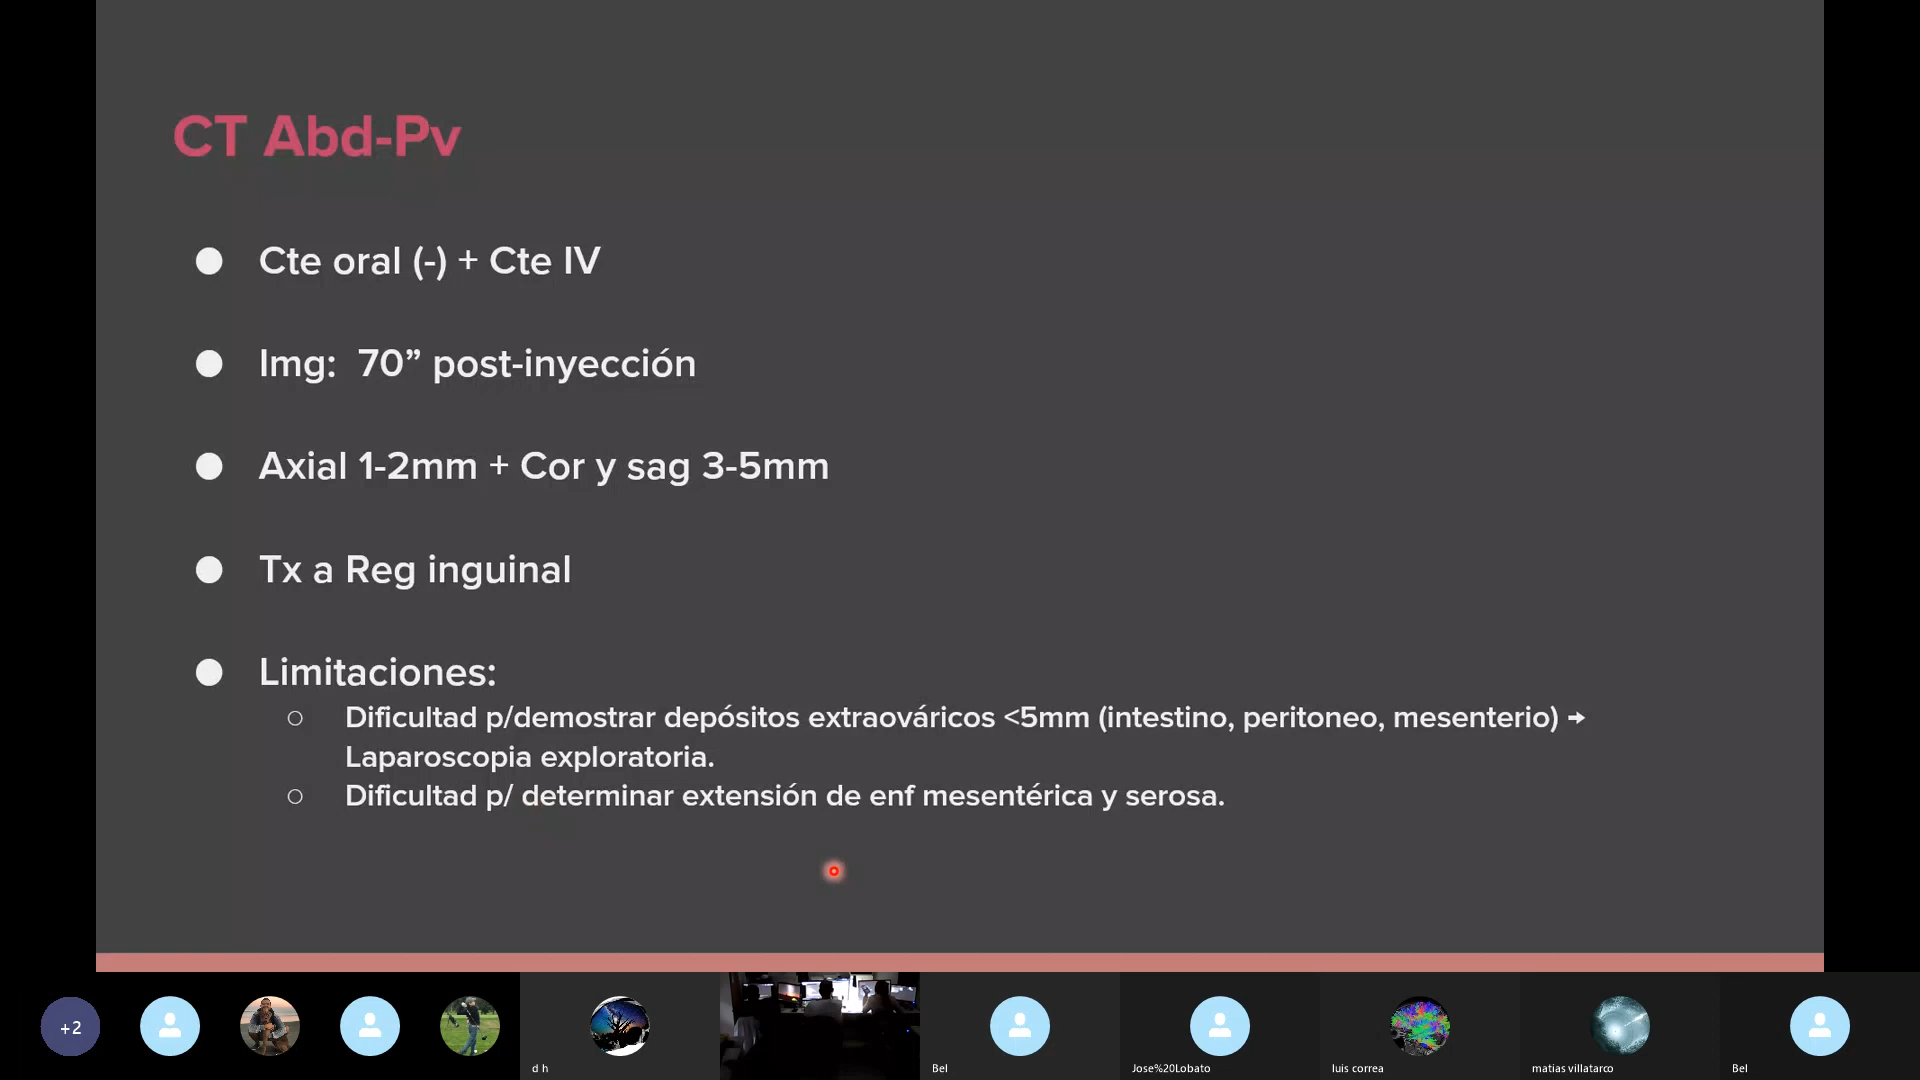 CT Abd-Pv
● Cte oral (-) + Cte IV
● Img:  70” post-inyección
● Axial 1-2mm + Cor y sag 3-5mm
● Tx a Reg inguinal
● Limitaciones:
○ Dificultad p/demostrar depósitos extraováricos <5mm (intestino, peritoneo, mesenterio) →
Laparoscopia exploratoria.
○ Dificultad p/ determinar extensión de enf mesentérica y serosa.
+2
d h
Bel
Jose%20Lobato
luis correa
matias villatarco
Bel